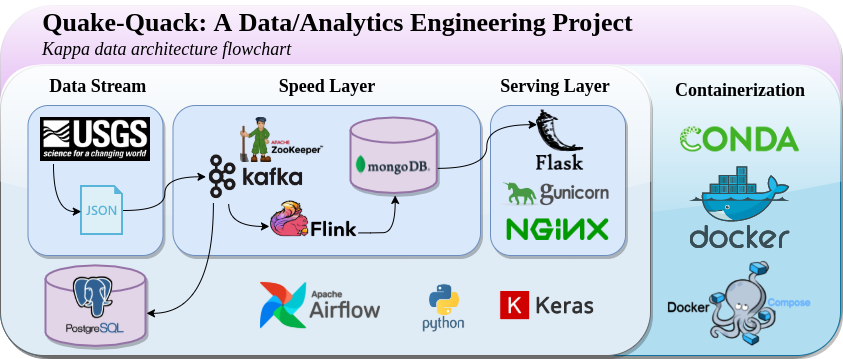 Quake-Quack: A Data/Analytics Engineering Project
Kappa data architecture flowchart
Data Stream
Speed Layer
Serving Layer
Containerization
USGS
science for a changing world
JSON
APACHE
ZooKeeper™
kafka
Flink
mongoDB.
Flask
gunicorn
NGiNX
CONDA
docker
PostgreSQL
Apache
Airflow
python
K Keras
Docker Compose